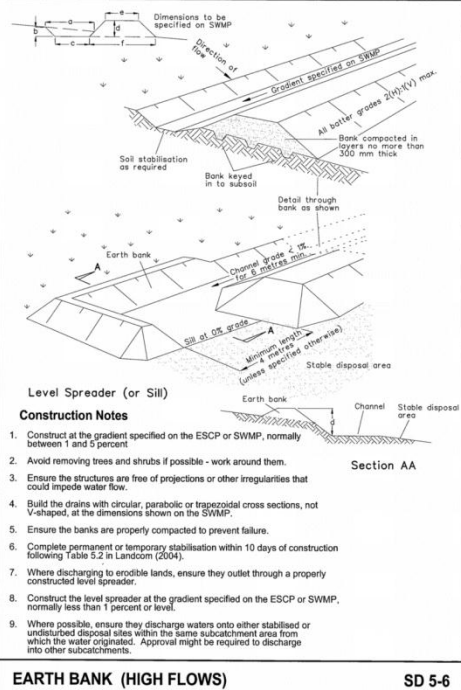 a
e
b
d
c
f
Dimensions to be
specified on SWMP
Direction of
flow
Gradient specified on SWMP
All batter grades 2(H):1(V) max.
Bank compacted in
layers no more than
300 mm thick
Soil stabilisation
as required
Bank keyed
in to subsoil
Detail through
bank as shown
Earth bank
A
Channel grade < 1%
for 6 metres min.
Sill at 0% grade
A
Minimum length
4 metres
(unless specified otherwise)
Stable disposal area
Level Spreader (or Sill)
Earth bank
Channel
Stable disposal
area
d
Section AA
Construction Notes
1. Construct at the gradient specified on the ESCP or SWMP, normally
between 1 and 5 percent
2. Avoid removing trees and shrubs if possible - work around them.
3. Ensure the structures are free of projections or other irregularities that
could impede water flow.
4. Build the drains with circular, parabolic or trapezoidal cross sections, not
V-shaped, at the dimensions shown on the SWMP.
5. Ensure the banks are properly compacted to prevent failure.
6. Complete permanent or temporary stabilisation within 10 days of construction
following Table 5.2 in Landcom (2004).
7. Where discharging to erodible lands, ensure they outlet through a properly
constructed level spreader.
8. Construct the level spreader at the gradient specified on the ESCP or SWMP,
normally less than 1 percent or level.
9. Where possible, ensure they discharge waters onto either stabilised or
undisturbed disposal sites within the same subcatchment area from
which the water originated. Approval might be required to discharge
into other subcatchments.
EARTH BANK (HIGH FLOWS)
SD 5-6